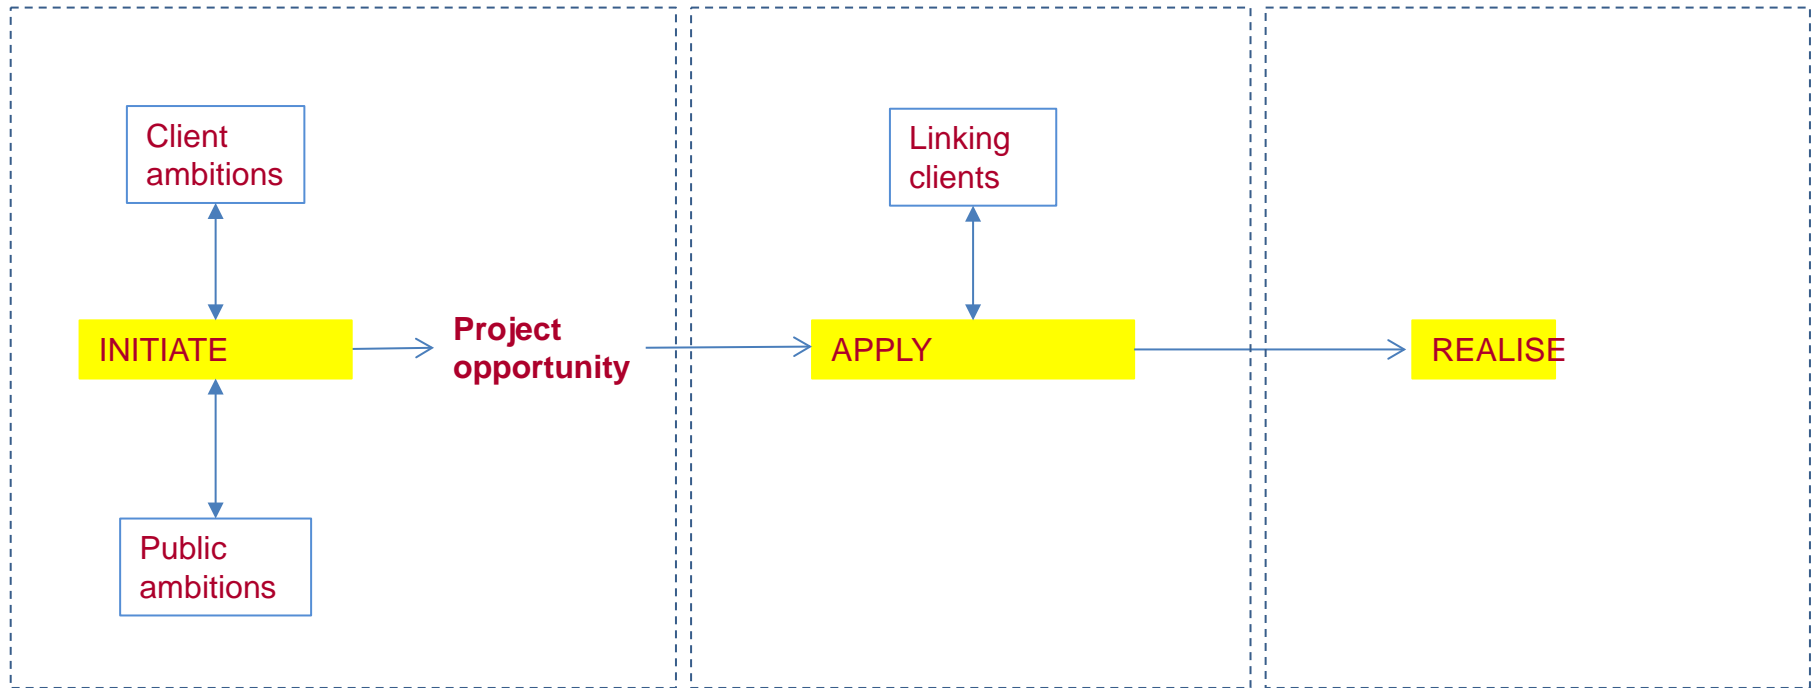 Client
ambitions
INITIATE
Project
opportunity
Public
ambitions
Linking
clients
APPLY
REALISE